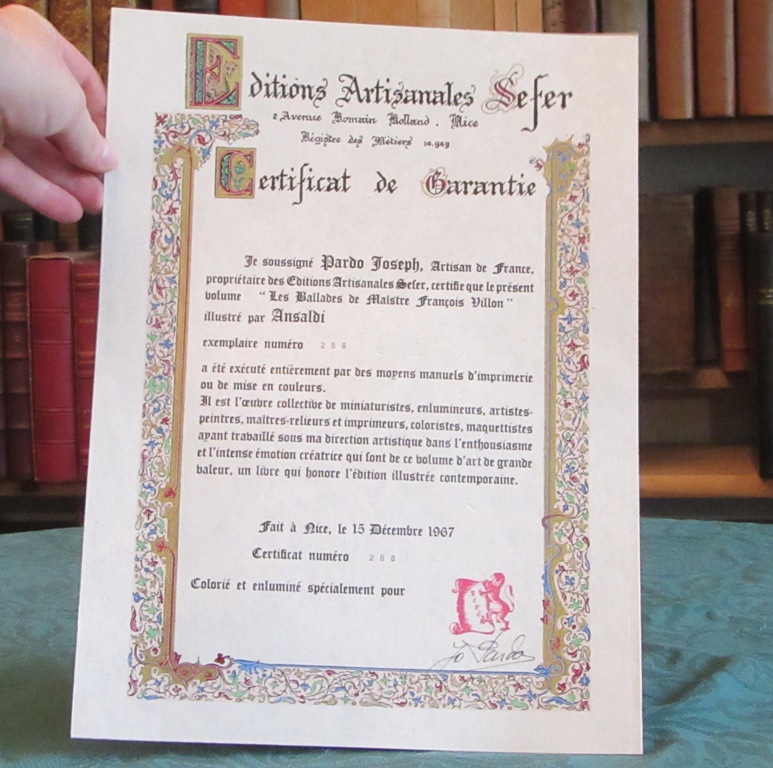 Editions Artisanales Sefer
2, Avenue Romain Rolland . Nice
Régistre des Métiers 16.949
Certificat de Garantie
Je soussigné Pardo Joseph, Artisan de France,
propriétaire des Editions Artisanales Sefer, certifie que le présent
volume “ Les Ballades de Maistre François Villon ”
illustré par Ansaldi
exemplaire numéro
a été exécuté entièrement par des moyens manuels d'imprimerie
ou de mise en couleurs.
Il est l'œuvre collective de miniaturistes, enlumineurs, artistes-
peintres, maîtres-relieurs et imprimeurs, coloristes, maquettistes
ayant travaillé sous ma direction artistique dans l'enthousiasme
et l'intense émotion créatrice qui font de ce volume d'art de grande
valeur, un livre qui honore l'édition illustrée contemporaine.
Fait à Nice, le 15 Décembre 1967
Certificat numéro
Colorié et enluminé spécialement pour
Jo Pardo